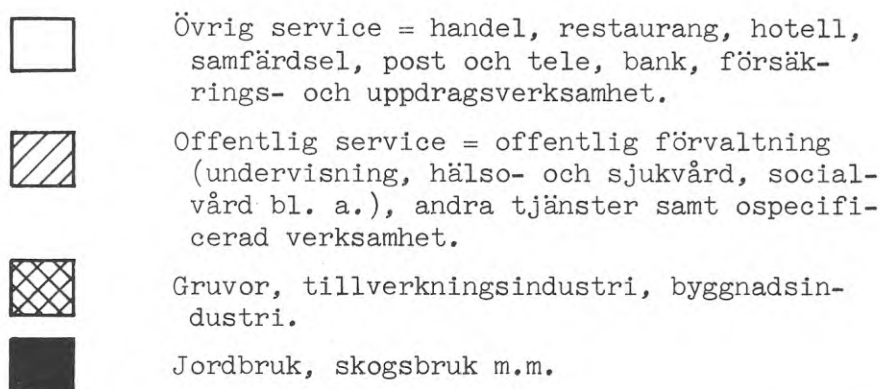 Övrig service = handel, restaurang, hotell,
samfärdsel, post och tele, bank, försäk-
rings- och uppdragsverksamhet.
Offentlig service = offentlig förvaltning
(undervisning, hälso- och sjukvård, social-
vård bl. a.), andra tjänster samt ospecifi-
cerad verksamhet.
Gruvor, tillverkningsindustri, byggnadsin-
dustri.
Jordbruk, skogsbruk m.m.